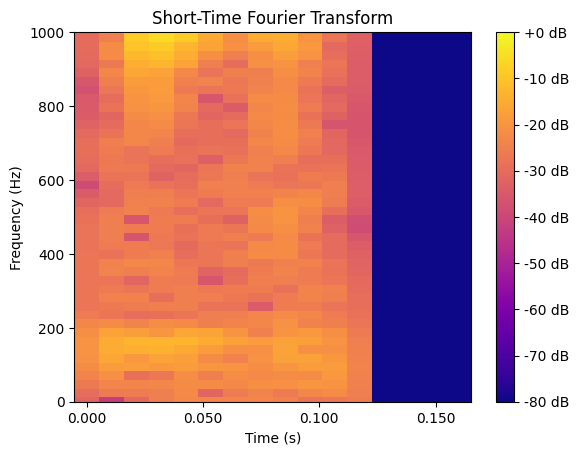 Short-Time Fourier Transform
Frequency (Hz)
1000
800
600
400
200
0
0.000
0.050
0.100
0.150
Time (s)
+0 dB
-10 dB
-20 dB
-30 dB
-40 dB
-50 dB
-60 dB
-70 dB
-80 dB